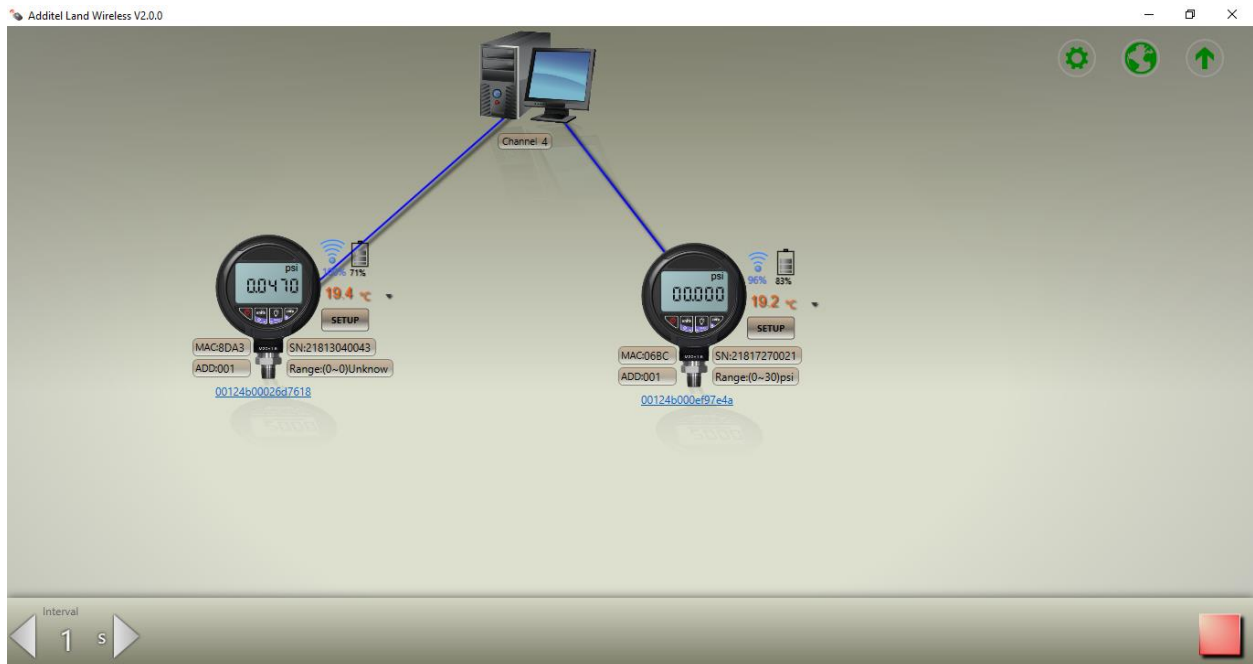 Additel Land Wireless V2.0.0
Channel 4
psi
0.0470
71%
19.4 ℃
SETUP
MAC:8DA3
SN:21813040043
ADD:001
Range:(0~0)Unknow
00124b00026d7618
psi
00.000
96%
83%
19.2 ℃
SETUP
MAC:06BC
SN:21817270021
ADD:001
Range:(0~30)psi
00124b000ef97e4a
Interval
1 s